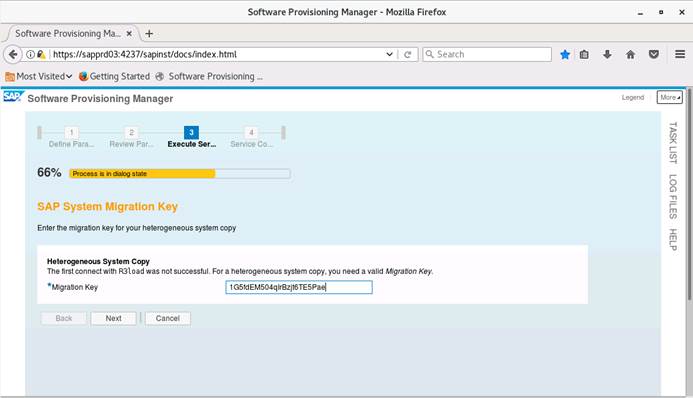 Software Provisioning Manager - Mozilla Firefox
Software Provisioning Ma...
https://sapprd03:4237/sapinst/docs/index.html
Search
Most Visited
Getting Started
Software Provisioning ...
SAP
Software Provisioning Manager
Legend
More
1
2
3
4
Define Para...
Review Par...
Execute Ser...
Service Co...
66%
Process is in dialog state
SAP System Migration Key
Enter the migration key for your heterogeneous system copy
Heterogeneous System Copy
The first connect with R3load was not successful. For a heterogeneous system copy, you need a valid Migration Key.
*Migration Key
Back
Next
Cancel
TASK LIST
LOG FILES
HELP